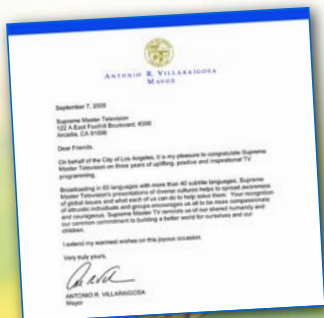 ANTONIO R. VILLARAIGOSA
MAYOR
September 7, 2009
Supreme Master Television
122 A East Foothill Boulevard, #306
Arcadia, CA 91006
Dear Friends,
On behalf of the City of Los Angeles, it is my pleasure to congratulate Supreme
Master Television on three years of uplifting, positive and inspirational TV
programming.
Broadcasting in 60 languages with more than 40 subtitle languages, Supreme
Master Television's presentations of diverse cultures helps to spread awareness
of global issues and what each of us can do to help solve them. Your recognition
of altruistic individuals and groups encourages us all to be more compassionate
and courageous. Supreme Master TV reminds us of our shared humanity and
our common commitment to building a better world for ourselves and our
children.
I extend my warmest wishes on this joyous occasion.
Very truly yours,
ANTONIO R. VILLARAIGOSA
Mayor